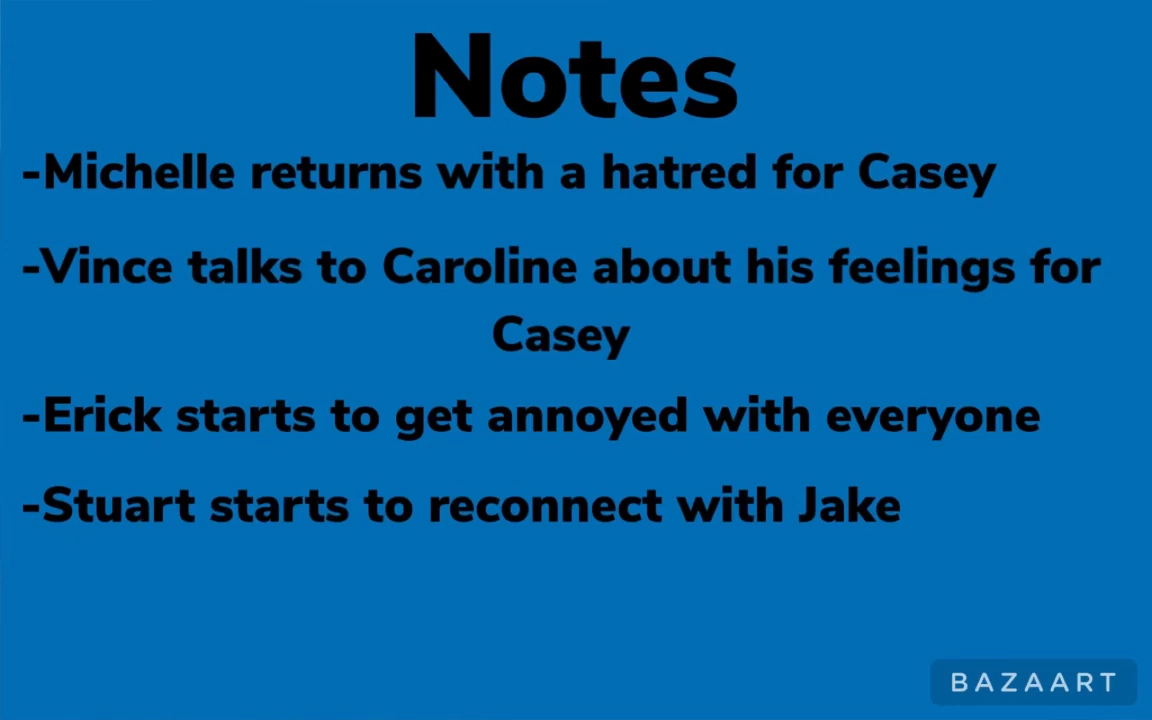 Notes
-Michelle returns with a hatred for Casey
-Vince talks to Caroline about his feelings for
Casey
-Erick starts to get annoyed with everyone
-Stuart starts to reconnect with Jake
BAZAART